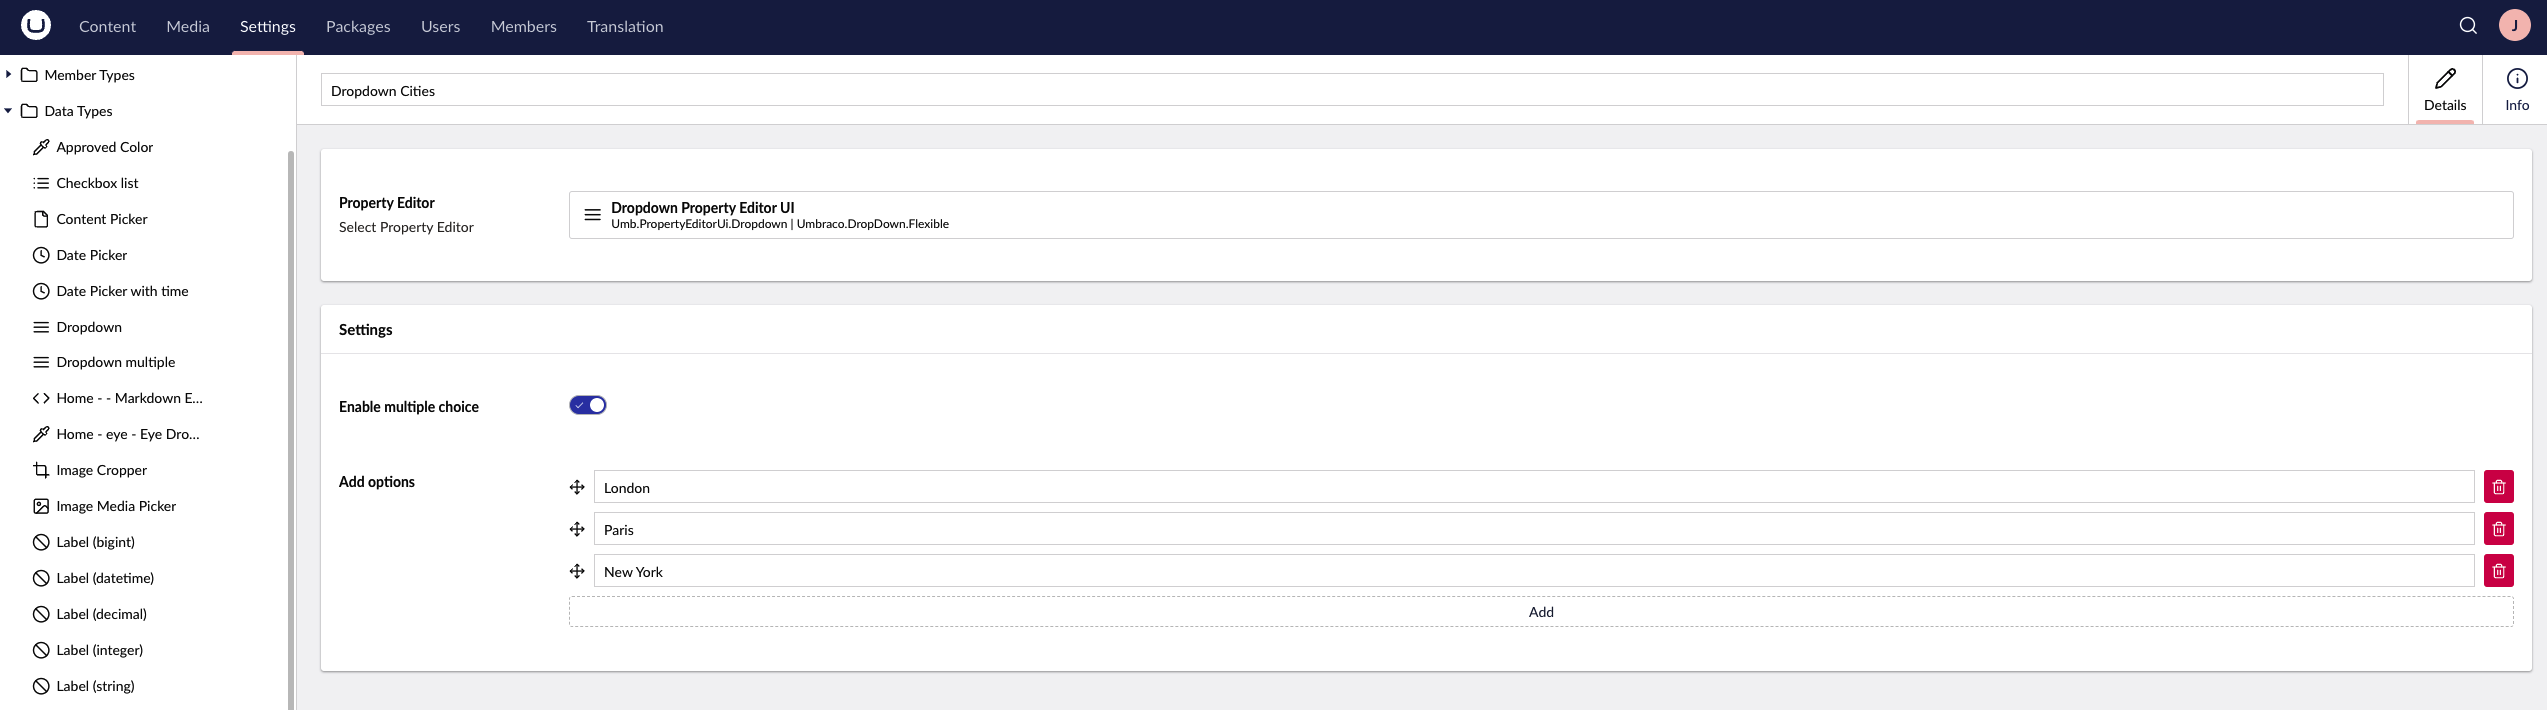 Content Media Settings Packages Users Members Translation
J
Member Types
Data Types
Approved Color
Checkbox list
Content Picker
Date Picker
Date Picker with time
Dropdown
Dropdown multiple
Home - - Markdown E...
Home - eye - Eye Dro...
Image Cropper
Image Media Picker
Label (bigint)
Label (datetime)
Label (decimal)
Label (integer)
Label (string)
Dropdown Cities
Details
Info
Property Editor
Select Property Editor
Dropdown Property Editor UI
Umb.PropertyEditorUi.Dropdown | Umbraco.DropDown.Flexible
Settings
Enable multiple choice
Add options
London
Paris
New York
Add